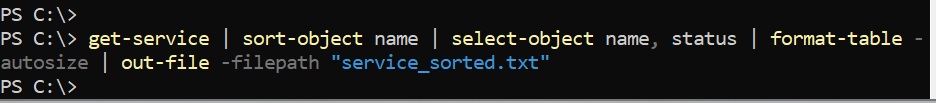 PS C:\>
PS C:\> get-service | sort-object name | select-object name, status | format-table -
autosize | out-file -filepath "service_sorted.txt"
PS C:\>